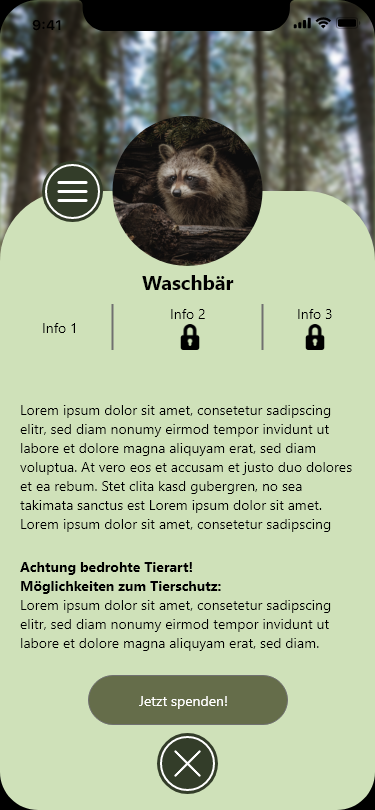 9:41
Waschbär
Info 1
Info 2
Info 3
Lorem ipsum dolor sit amet, consetetur sadipscing
elitr, sed diam nonumy eirmod tempor invidunt ut
labore et dolore magna aliquyam erat, sed diam
voluptua. At vero eos et accusam et justo duo dolores
et ea rebum. Stet clita kasd gubergren, no sea
takimata sanctus est Lorem ipsum dolor sit amet.
Lorem ipsum dolor sit amet, consetetur sadipscing
Achtung bedrohte Tierart!
Möglichkeiten zum Tierschutz:
Lorem ipsum dolor sit amet, consetetur sadipscing
elitr, sed diam nonumy eirmod tempor invidunt ut
labore et dolore magna aliquyam erat, sed diam.
Jetzt spenden!